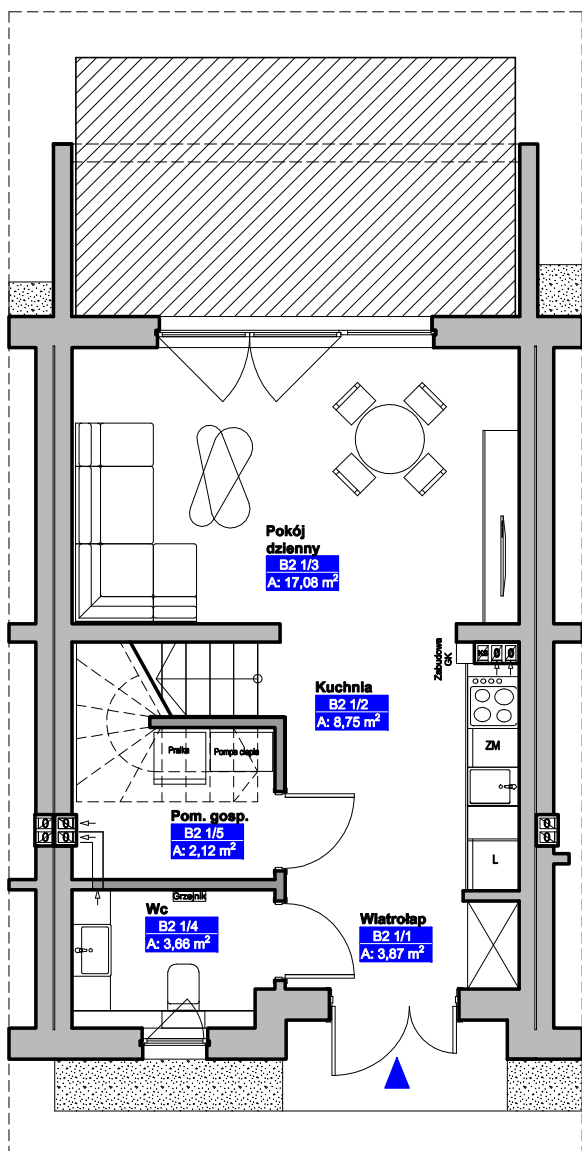 Pokój
dzienny
B2 1/3
A: 17,08 m²
Zabudowa
GK
Kuchnia
B2 1/2
A: 8,75 m²
Pralka
Pompa ciepła
ZM
Pom. gosp.
B2 1/5
A: 2,12 m²
L
Grzejnik
Wc
B2 1/4
A: 3,66 m²
Wiatrołap
B2 1/1
A: 3,87 m²